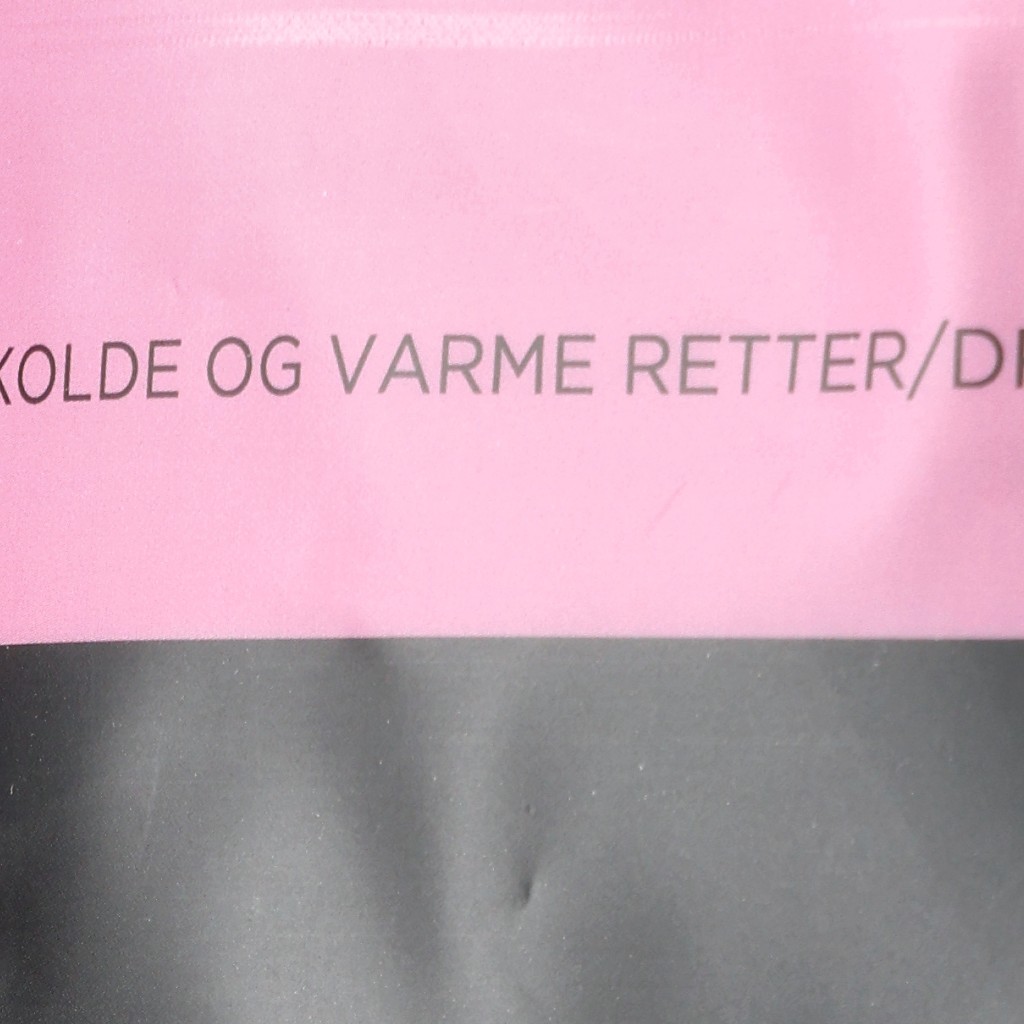 KOLDE OG VARME RETTER/